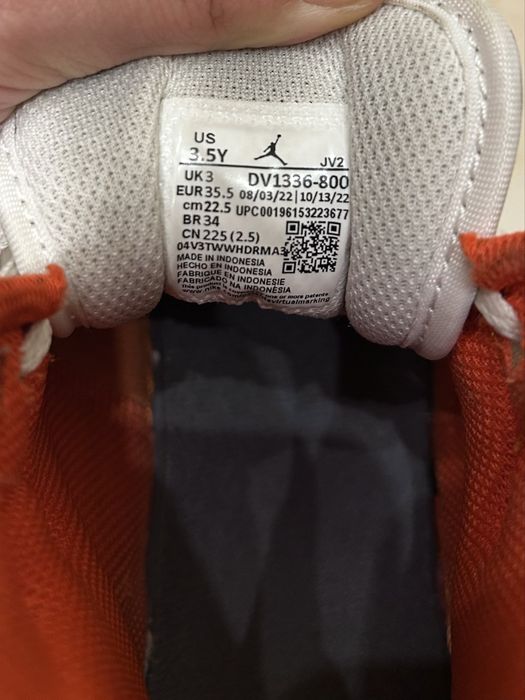 US
3.5Y
JV2
UK 3 DV1336-800
EUR 35.5 08/03/22 | 10/13/22
cm 22.5 UPC00196153223677
BR 34
CN 225 (2.5)
04V3TWWHDRMA3
MADE IN INDONESIA
HECHO EN INDONESIA
FABRIQUE EN INDONESIE
FABRICADO NA INDONÉSIA